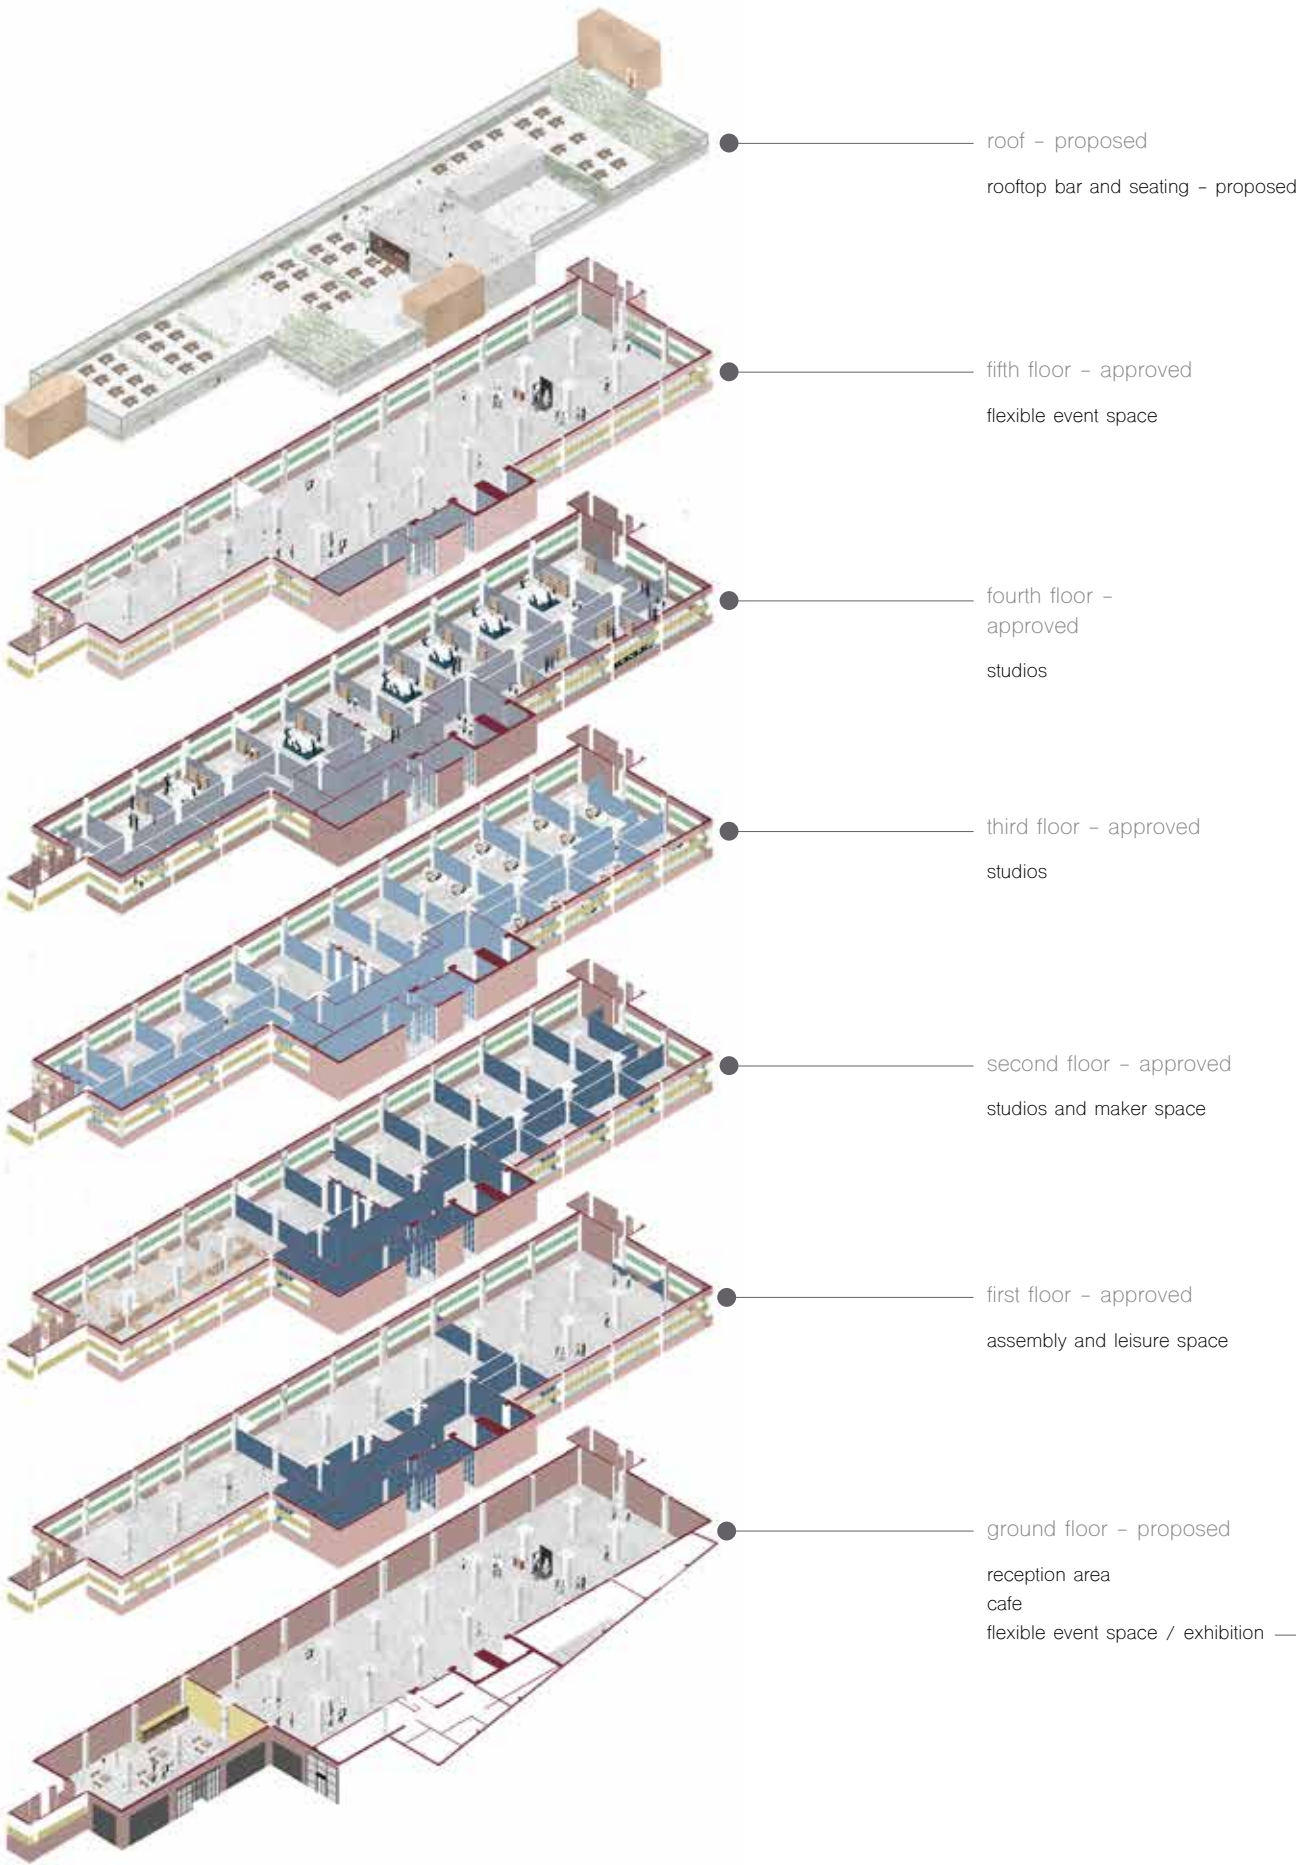 roof – proposed
rooftop bar and seating – proposed
fifth floor – approved
flexible event space
fourth floor –
approved
studios
third floor – approved
studios
second floor – approved
studios and maker space
first floor – approved
assembly and leisure space
ground floor – proposed
reception area
cafe
flexible event space / exhibition